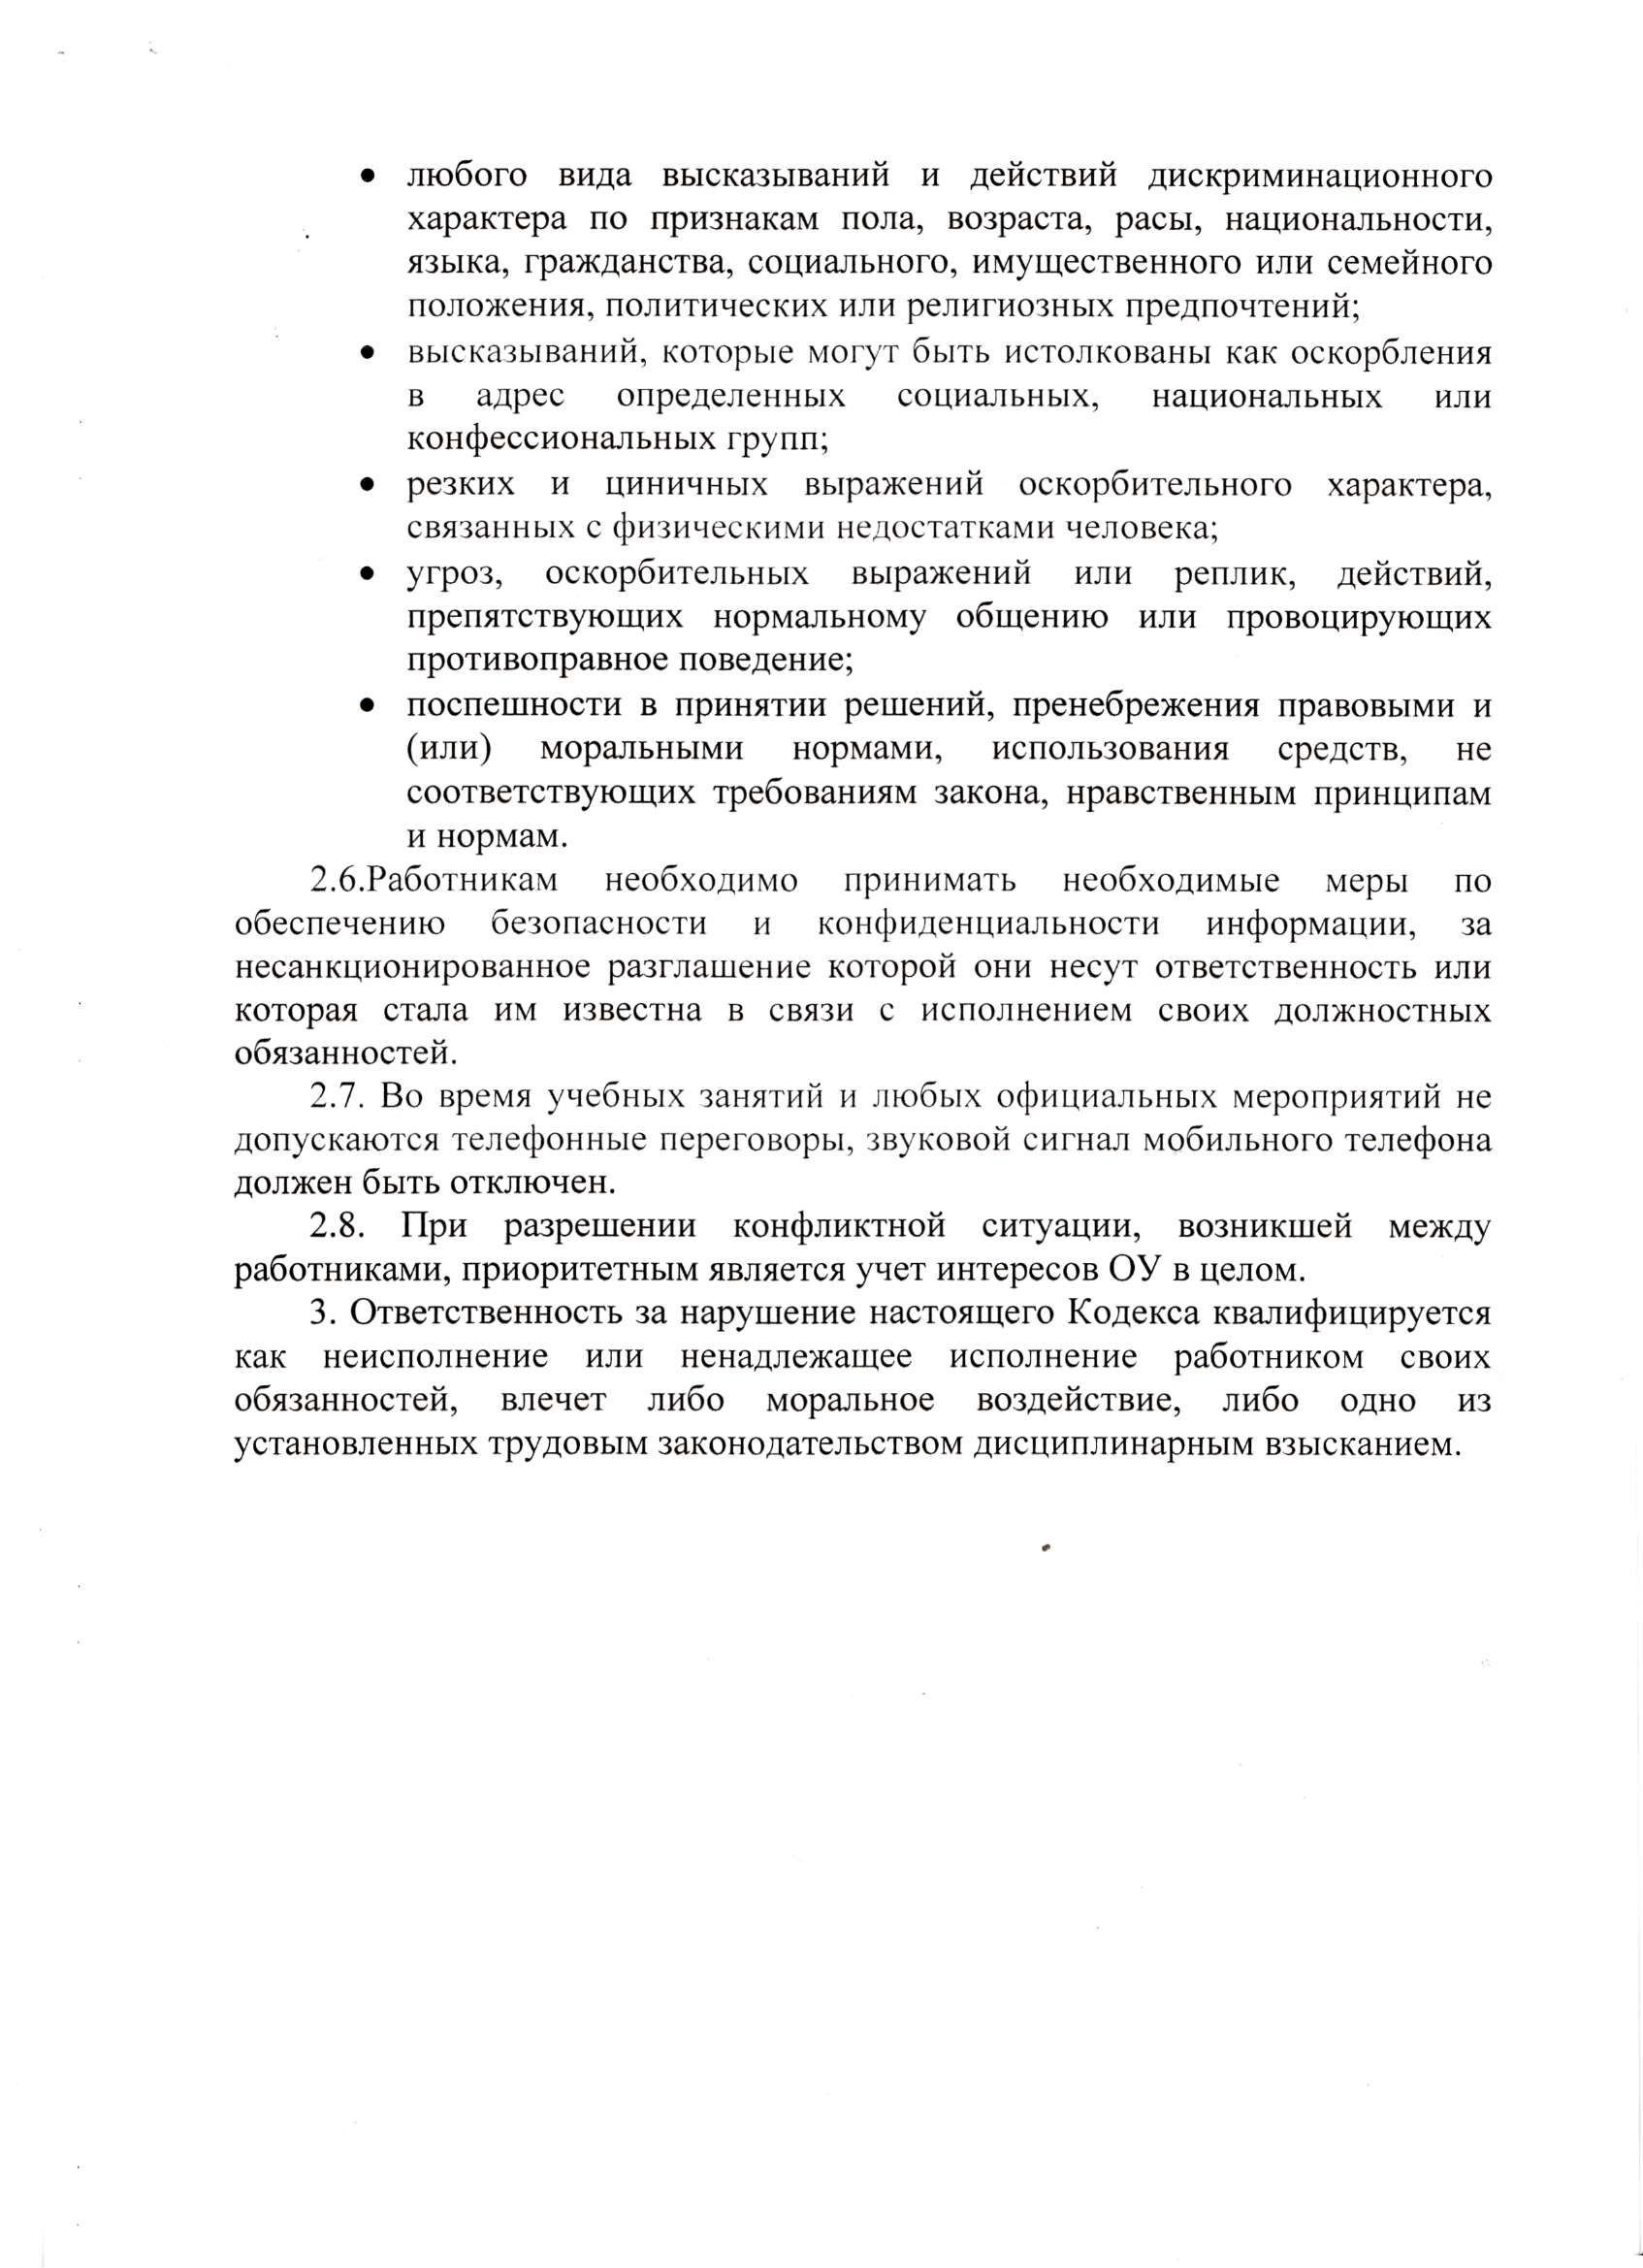 • любого вида высказываний и действий дискриминационного
характера по признакам пола, возраста, расы, национальности,
языка, гражданства, социального, имущественного или семейного
положения, политических или религиозных предпочтений;
• высказываний, которые могут быть истолкованы как оскорбления
в адрес определенных социальных, национальных или
конфессиональных групп;
• резких и циничных выражений оскорбительного характера,
связанных с физическими недостатками человека;
• угроз, оскорбительных выражений или реплик, действий,
препятствующих нормальному общению или провоцирующих
противоправное поведение;
• поспешности в принятии решений, пренебрежения правовыми и
(или) моральными нормами, использования средств, не
соответствующих требованиям закона, нравственным принципам
и нормам.
2.6.Работникам необходимо принимать необходимые меры по
обеспечению безопасности и конфиденциальности информации, за
несанкционированное разглашение которой они несут ответственность или
которая стала им известна в связи с исполнением своих должностных
обязанностей.
2.7. Во время учебных занятий и любых официальных мероприятий не
допускаются телефонные переговоры, звуковой сигнал мобильного телефона
должен быть отключен.
2.8. При разрешении конфликтной ситуации, возникшей между
работниками, приоритетным является учет интересов ОУ в целом.
3. Ответственность за нарушение настоящего Кодекса квалифицируется
как неисполнение или ненадлежащее исполнение работником своих
обязанностей, влечет либо моральное воздействие, либо одно из
установленных трудовым законодательством дисциплинарным взысканием.